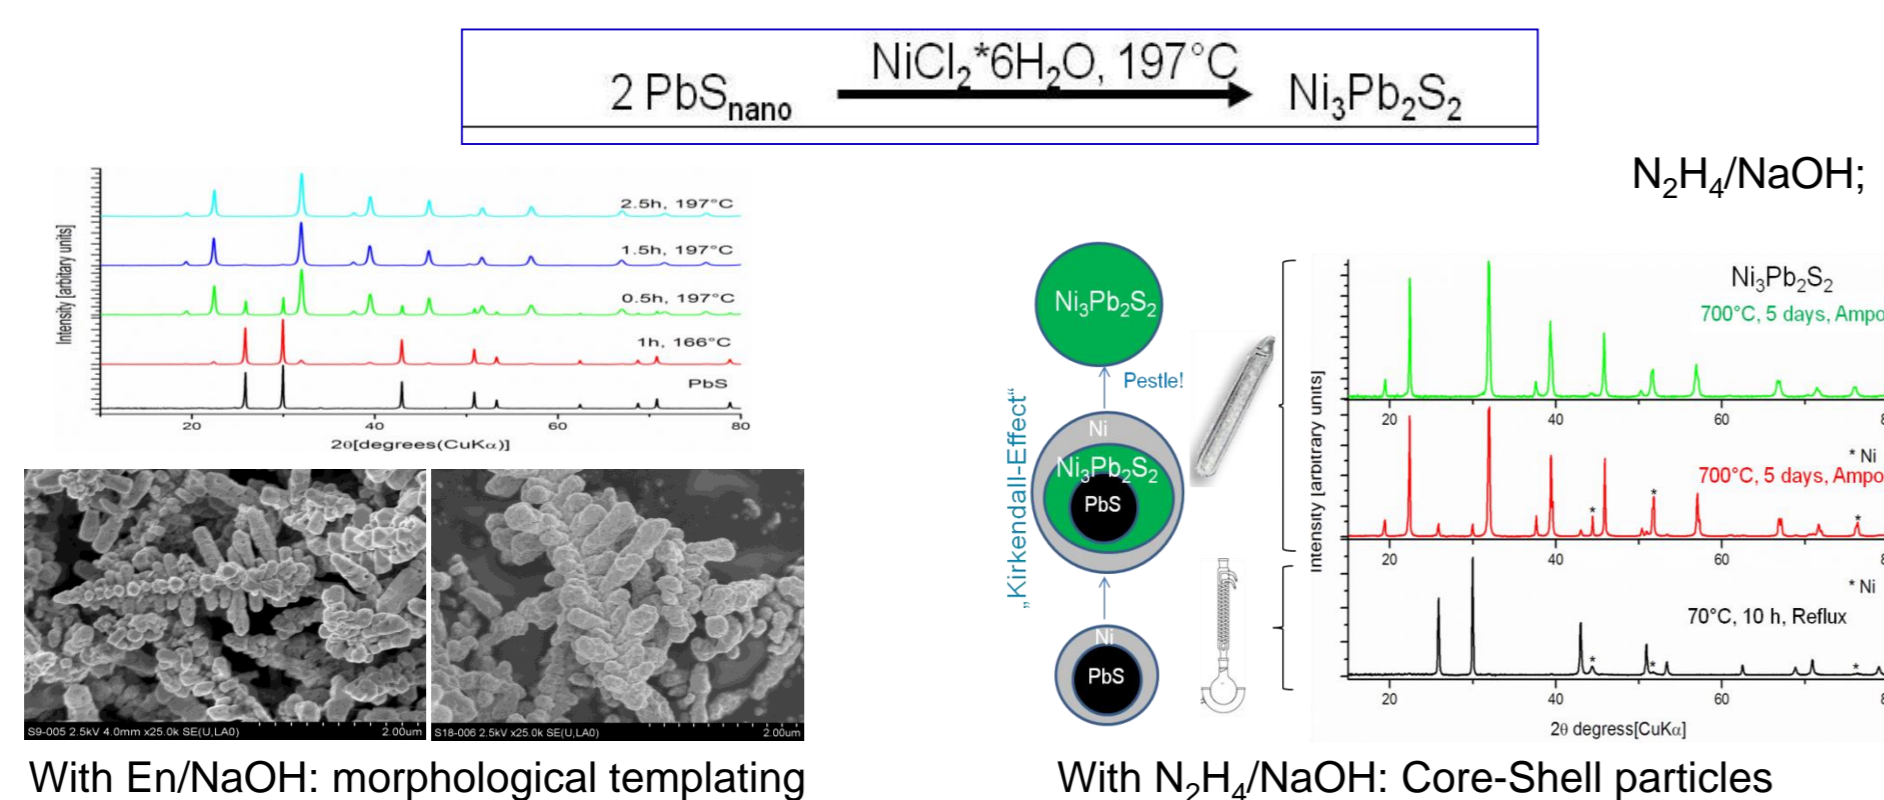 NiCl₂*6H₂O, 197°C
2 PbSnano
Ni₃Pb₂S₂
N₂H₄/NaOH;
Intensity [arbitary units]
2.5h, 197°C
1.5h, 197°C
0.5h, 197°C
1h, 166°C
PbS
20 40 60 80
2θ[degrees(CuKα)]
S9-005 2.5kV 4.0mm x25.0k SE(U,LA0) 2.00um
S18-006 2.5kV x25.0k SE(U,LA0) 2.00um
With En/NaOH: morphological templating
„Kirkendall-Effect“
Ni₃Pb₂S₂
Pestle!
Ni
Ni₃Pb₂S₂
PbS
Ni
PbS
Intensity [arbitrary units]
Ni₃Pb₂S₂
700°C, 5 days, Ampo
20 40 60 8
* Ni
700°C, 5 days, Ampo
* * *
20 40 60 8
* Ni
70°C, 10 h, Reflux
* * *
20 40 60 8
2θ degress[CuKα]
With N₂H₄/NaOH: Core-Shell particles